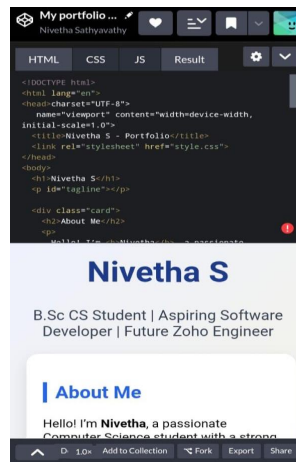 My portfolio ...
Nivetha Sathyavathy
HTML CSS JS Result
<!DOCTYPE html>
<html lang="en">
<head>charset="UTF-8">
name="viewport" content="width=device-width,
initial-scale=1.0">
<title>Nivetha S - Portfolio</title>
<link rel="stylesheet" href="style.css">
</head>
<body>
<h1>Nivetha S</h1>
<p id="tagline"></p>
<div class="card">
<h2>About Me</h2>
<p>
Hello! I'm <b>Nivetha</b>, a passionate
Nivetha S
B.Sc CS Student | Aspiring Software
Developer | Future Zoho Engineer
About Me
Hello! I'm Nivetha, a passionate
Computer Science student with a strong
D 1.0× Add to Collection Fork Export Share